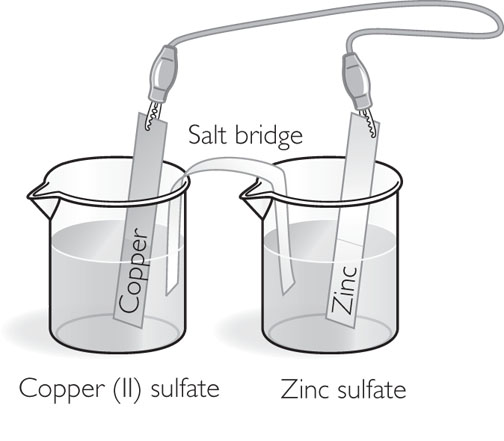 Salt bridge
Copper
Zinc
Copper (II) sulfate
Zinc sulfate